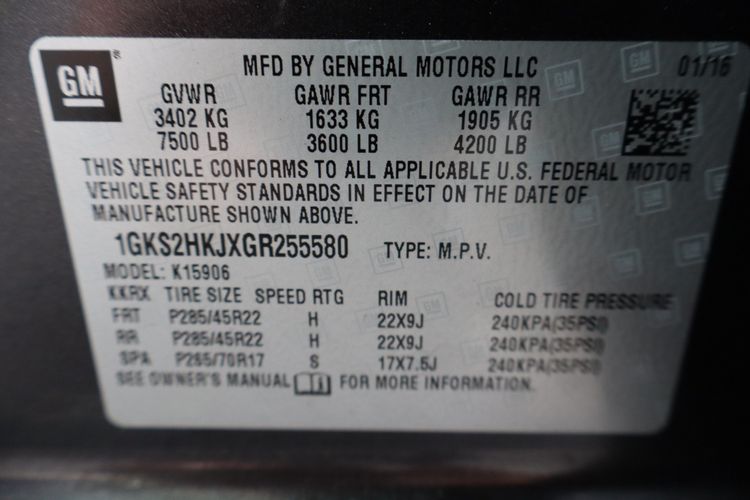 GM
MFD BY GENERAL MOTORS LLC 01/16
GVWR GAWR FRT GAWR RR
3402 KG 1633 KG 1905 KG
7500 LB 3600 LB 4200 LB
THIS VEHICLE CONFORMS TO ALL APPLICABLE U.S. FEDERAL MOTOR
VEHICLE SAFETY STANDARDS IN EFFECT ON THE DATE OF
MANUFACTURE SHOWN ABOVE.
1GKS2HKJXGR255580 TYPE: M.P.V.
MODEL: K15906
KKRX TIRE SIZE SPEED RTG RIM COLD TIRE PRESSURE
FRT P285/45R22 H 22X9J 240KPA(35PSI)
RR P285/45R22 H 22X9J 240KPA(35PSI)
SPA P265/70R17 S 17X7.5J 240KPA(35PSI)
SEE OWNER'S MANUAL FOR MORE INFORMATION.